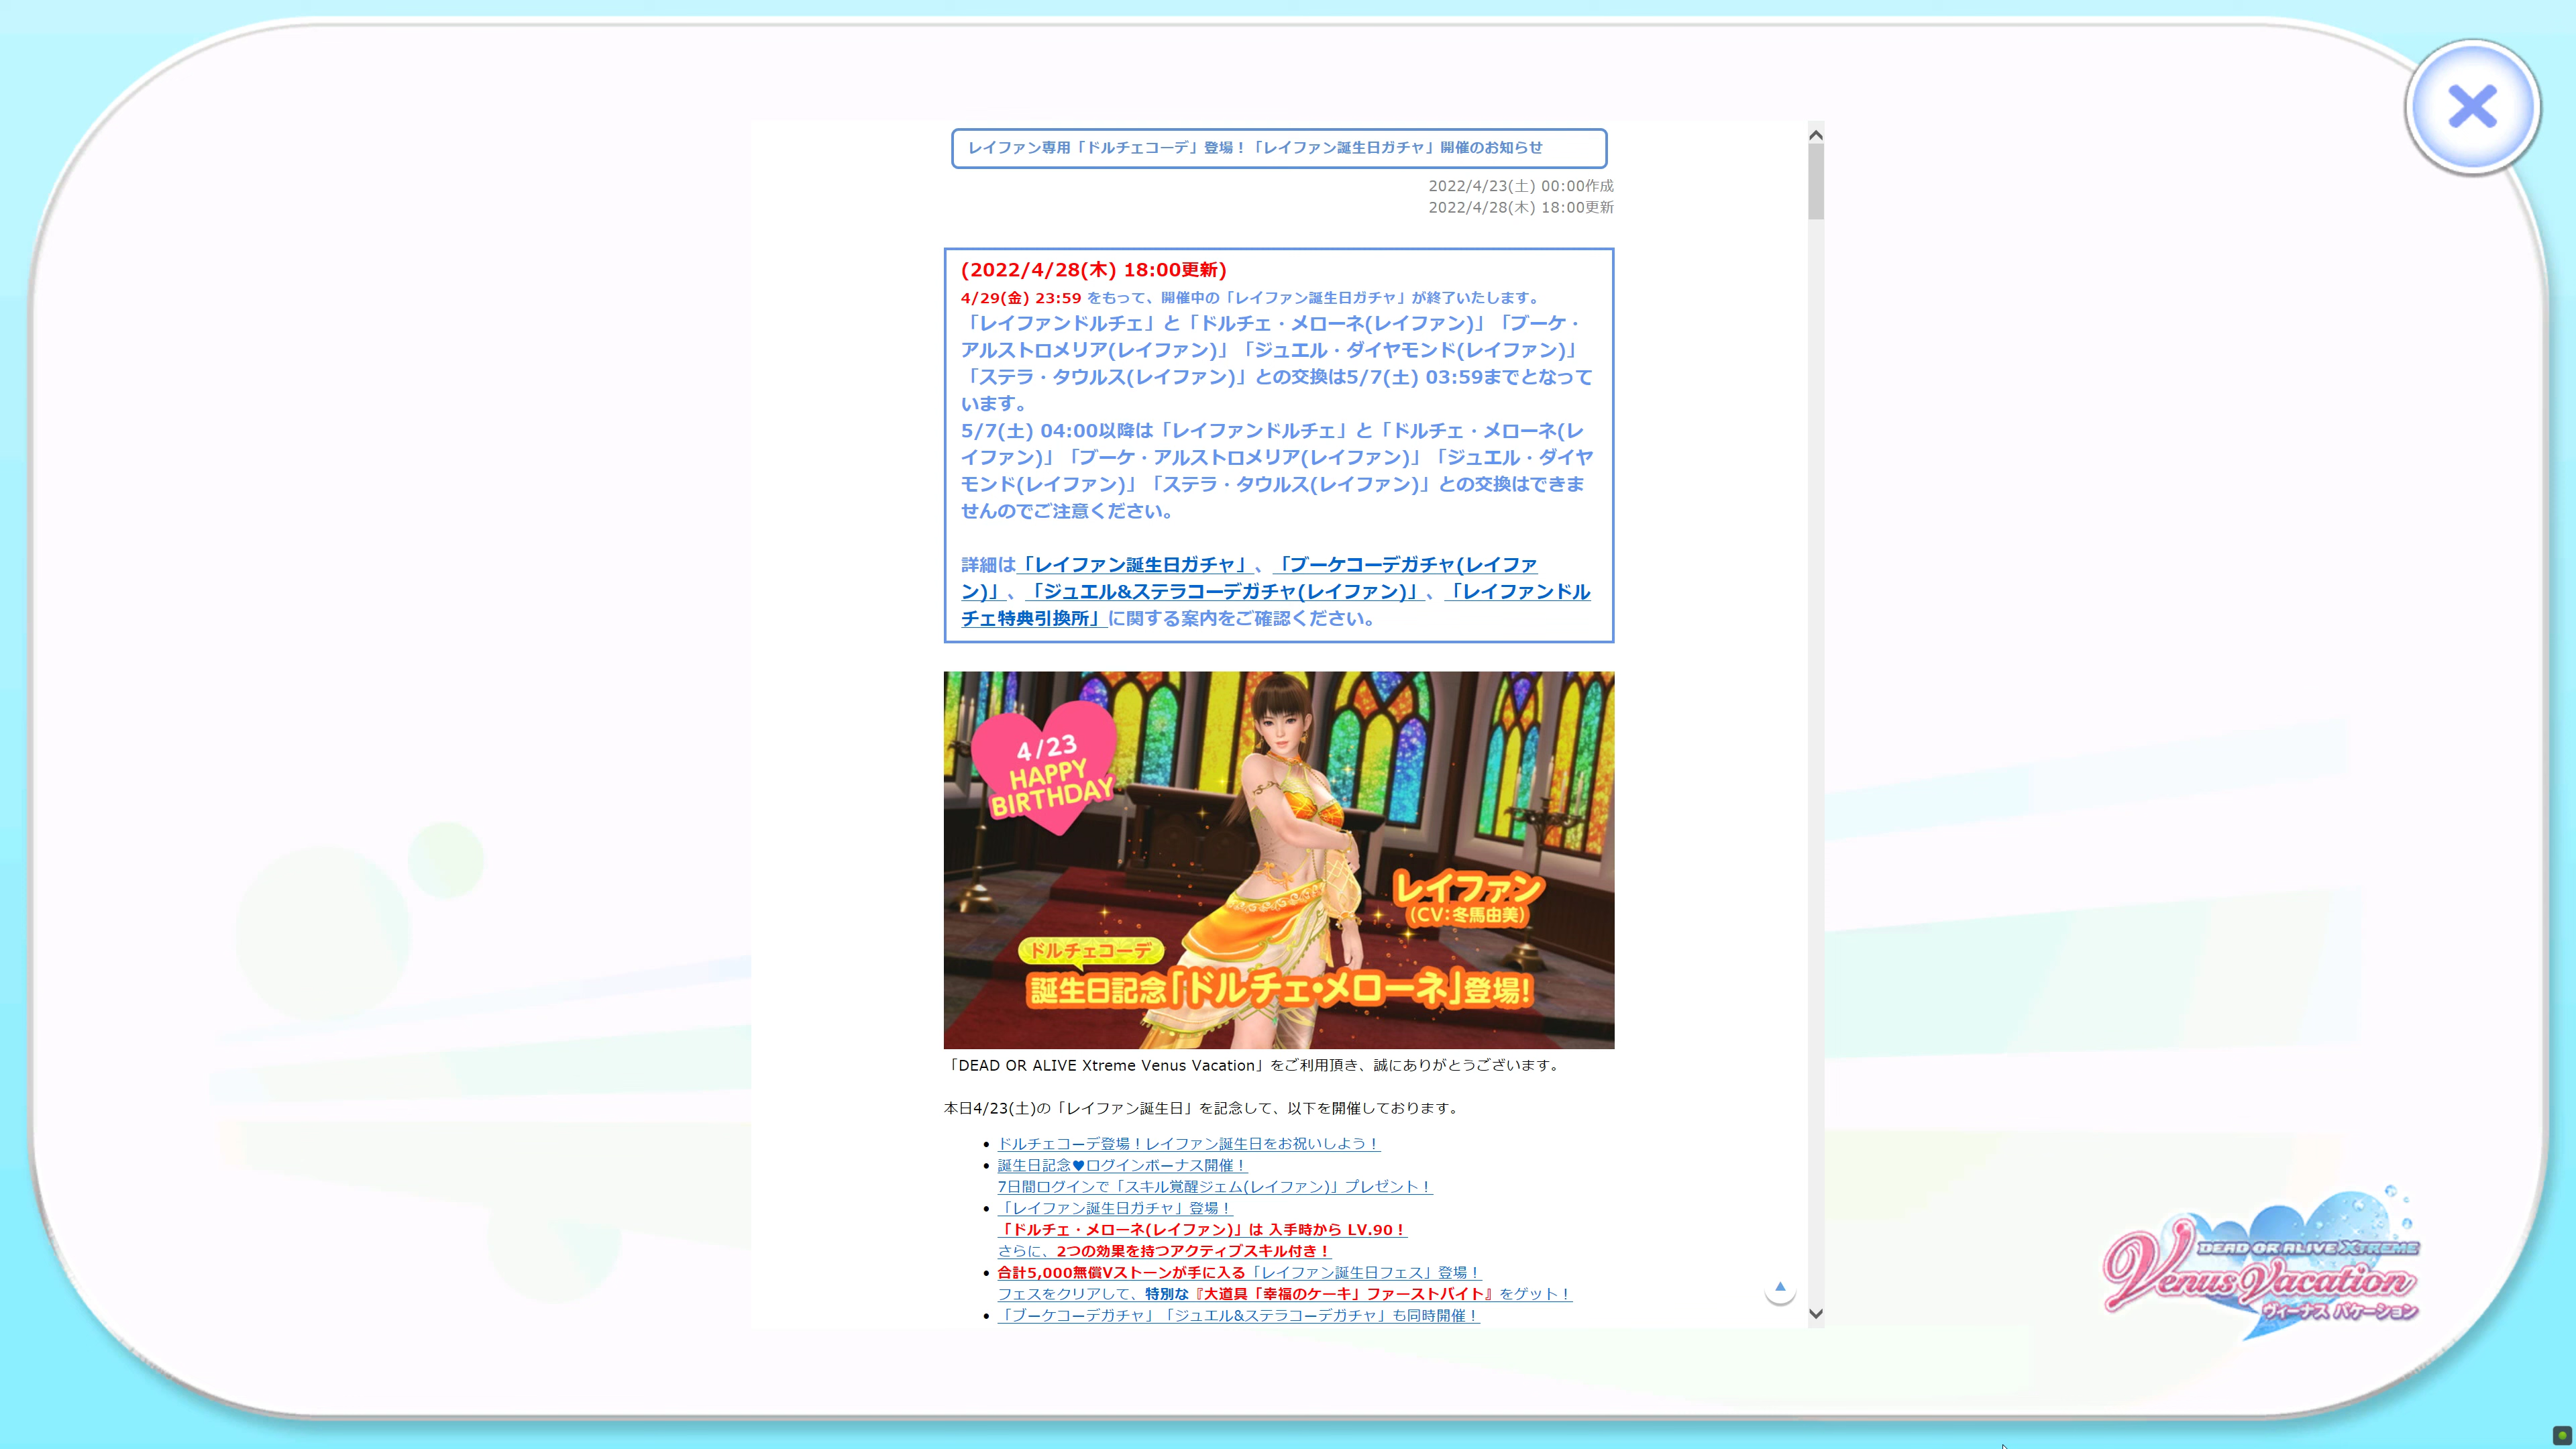 レイファン専用「ドルチェコーデ」登場！「レイファン誕生日ガチャ」開催のお知らせ
2022/4/23(土) 00:00作成
2022/4/28(木) 18:00更新
(2022/4/28(木) 18:00更新)
4/29(金) 23:59 をもって、開催中の「レイファン誕生日ガチャ」が終了いたします。
「レイファンドルチェ」と「ドルチェ・メローネ(レイファン)」「ブーケ・
アルストロメリア(レイファン)」「ジュエル・ダイヤモンド(レイファン)」
「ステラ・タウルス(レイファン)」との交換は5/7(土) 03:59までとなって
います。
5/7(土) 04:00以降は「レイファンドルチェ」と「ドルチェ・メローネ(レ
イファン)」「ブーケ・アルストロメリア(レイファン)」「ジュエル・ダイヤ
モンド(レイファン)」「ステラ・タウルス(レイファン)」との交換はできま
せんのでご注意ください。
詳細は「レイファン誕生日ガチャ」、「ブーケコーデガチャ(レイファ
ン)」、「ジュエル&ステラコーデガチャ(レイファン)」、「レイファンドル
チェ特典引換所」に関する案内をご確認ください。
4/23
HAPPY
BIRTHDAY
レイファン
(CV:冬馬由美)
ドルチェコーデ
誕生日記念「ドルチェ・メローネ」登場!
「DEAD OR ALIVE Xtreme Venus Vacation」をご利用頂き、誠にありがとうございます。
本日4/23(土)の「レイファン誕生日」を記念して、以下を開催しております。
・ドルチェコーデ登場！レイファン誕生日をお祝いしよう！
・誕生日記念♥ログインボーナス開催！
7日間ログインで「スキル覚醒ジェム(レイファン)」プレゼント！
・「レイファン誕生日ガチャ」登場！
「ドルチェ・メローネ(レイファン)」は 入手時から LV.90！
さらに、2つの効果を持つアクティブスキル付き！
・合計5,000無償Vストーンが手に入る「レイファン誕生日フェス」登場！
フェスをクリアして、特別な『大道具「幸福のケーキ」ファーストバイト』をゲット！
・「ブーケコーデガチャ」「ジュエル&ステラコーデガチャ」も同時開催！
DEAD OR ALIVE XTREME
Venus Vacation
ヴィーナス バケーション